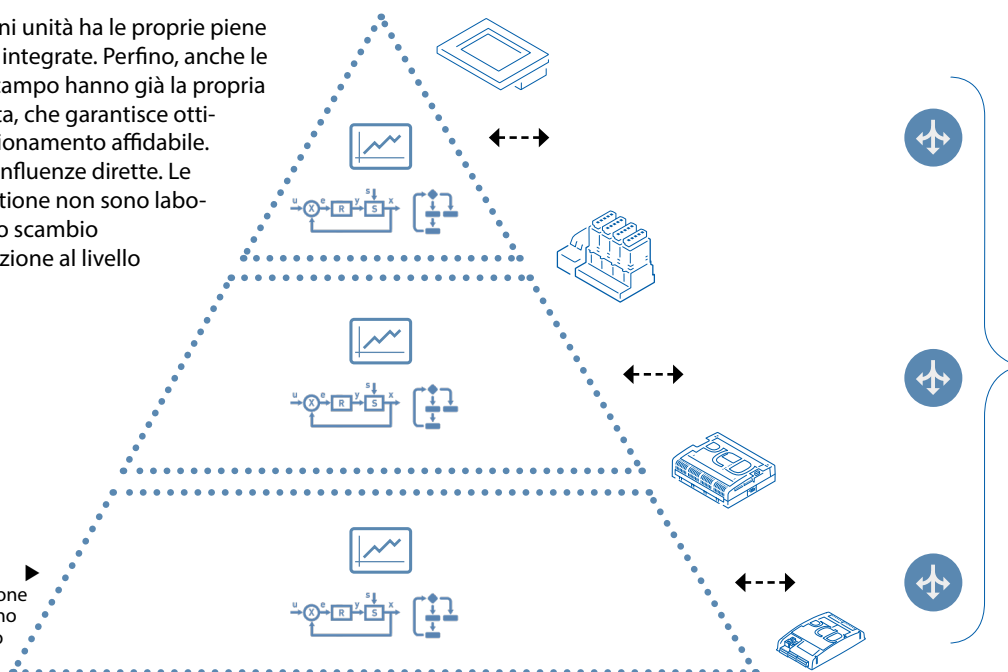 ni unità ha le proprie piene
integrate. Perfino, anche le
campo hanno già la propria
ta, che garantisce otti-
zionamento affidabile.
nfluenze dirette. Le
tione non sono labo-
o scambio
zione al livello
u X e R y s S x
u X e R y s S x
one
no
o
u X e R y s S x